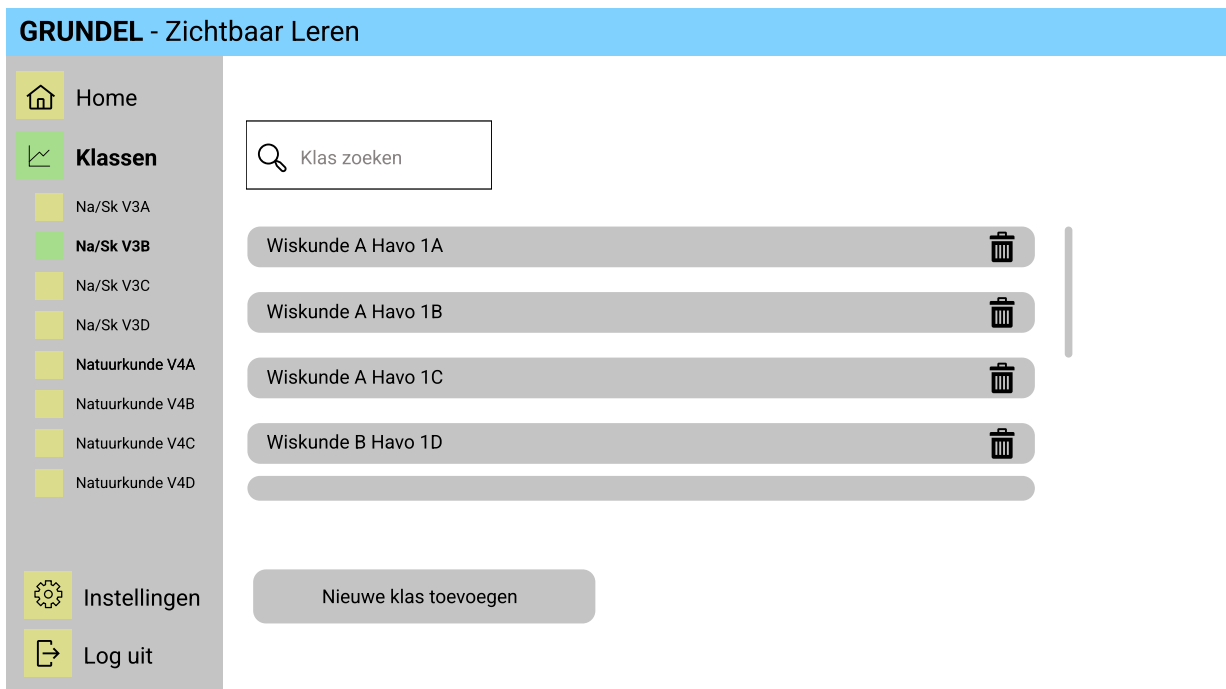 GRUNDEL - Zichtbaar Leren
Home
Klassen
Na/Sk V3A
Na/Sk V3B
Na/Sk V3C
Na/Sk V3D
Natuurkunde V4A
Natuurkunde V4B
Natuurkunde V4C
Natuurkunde V4D
Instellingen
Log uit
Klas zoeken
Wiskunde A Havo 1A
Wiskunde A Havo 1B
Wiskunde A Havo 1C
Wiskunde B Havo 1D
Nieuwe klas toevoegen